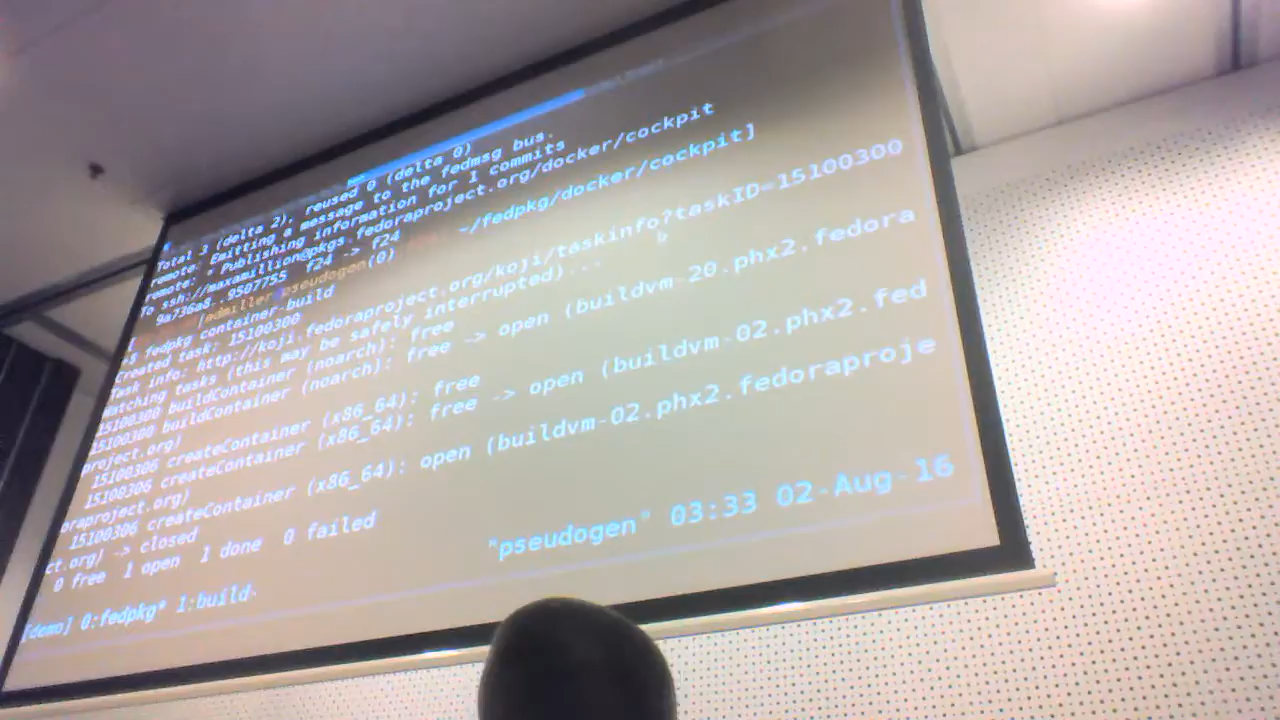 Total 3 (delta 2), reused 0 (delta 0)
remote: Emitting a message to the fedmsg bus.
remote: * Publishing information for 1 commits
To ssh://maxamillion@pkgs.fedoraproject.org/docker/cockpit
9a736a8..9507755 f24 -> f24
[admiller pseudogen(0) ~/fedpkg/docker/cockpit]
$ fedpkg container-build
Created task: 15100300
Task info: http://koji.fedoraproject.org/koji/taskinfo?taskID=15100300
Watching tasks (this may be safely interrupted)...
15100300 buildContainer (noarch): free
15100300 buildContainer (noarch): free -> open (buildvm-20.phx2.fedora
project.org)
15100306 createContainer (x86_64): free
15100306 createContainer (x86_64): free -> open (buildvm-02.phx2.fed
oraproject.org)
15100306 createContainer (x86_64): open (buildvm-02.phx2.fedoraproje
ct.org) -> closed
0 free 1 open 1 done 0 failed
[demo] 0:fedpkg* 1:build- "pseudogen" 03:33 02-Aug-16